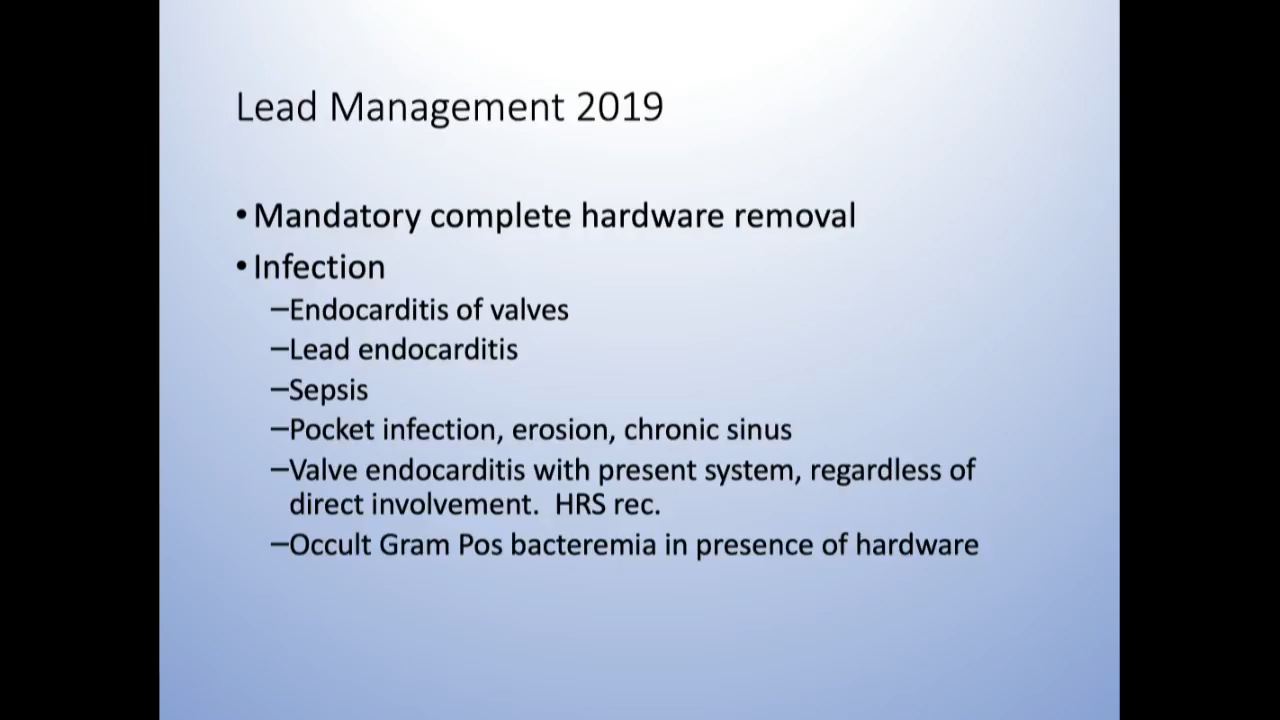 Lead Management 2019
• Mandatory complete hardware removal
• Infection
–Endocarditis of valves
–Lead endocarditis
–Sepsis
–Pocket infection, erosion, chronic sinus
–Valve endocarditis with present system, regardless of
direct involvement.  HRS rec.
–Occult Gram Pos bacteremia in presence of hardware